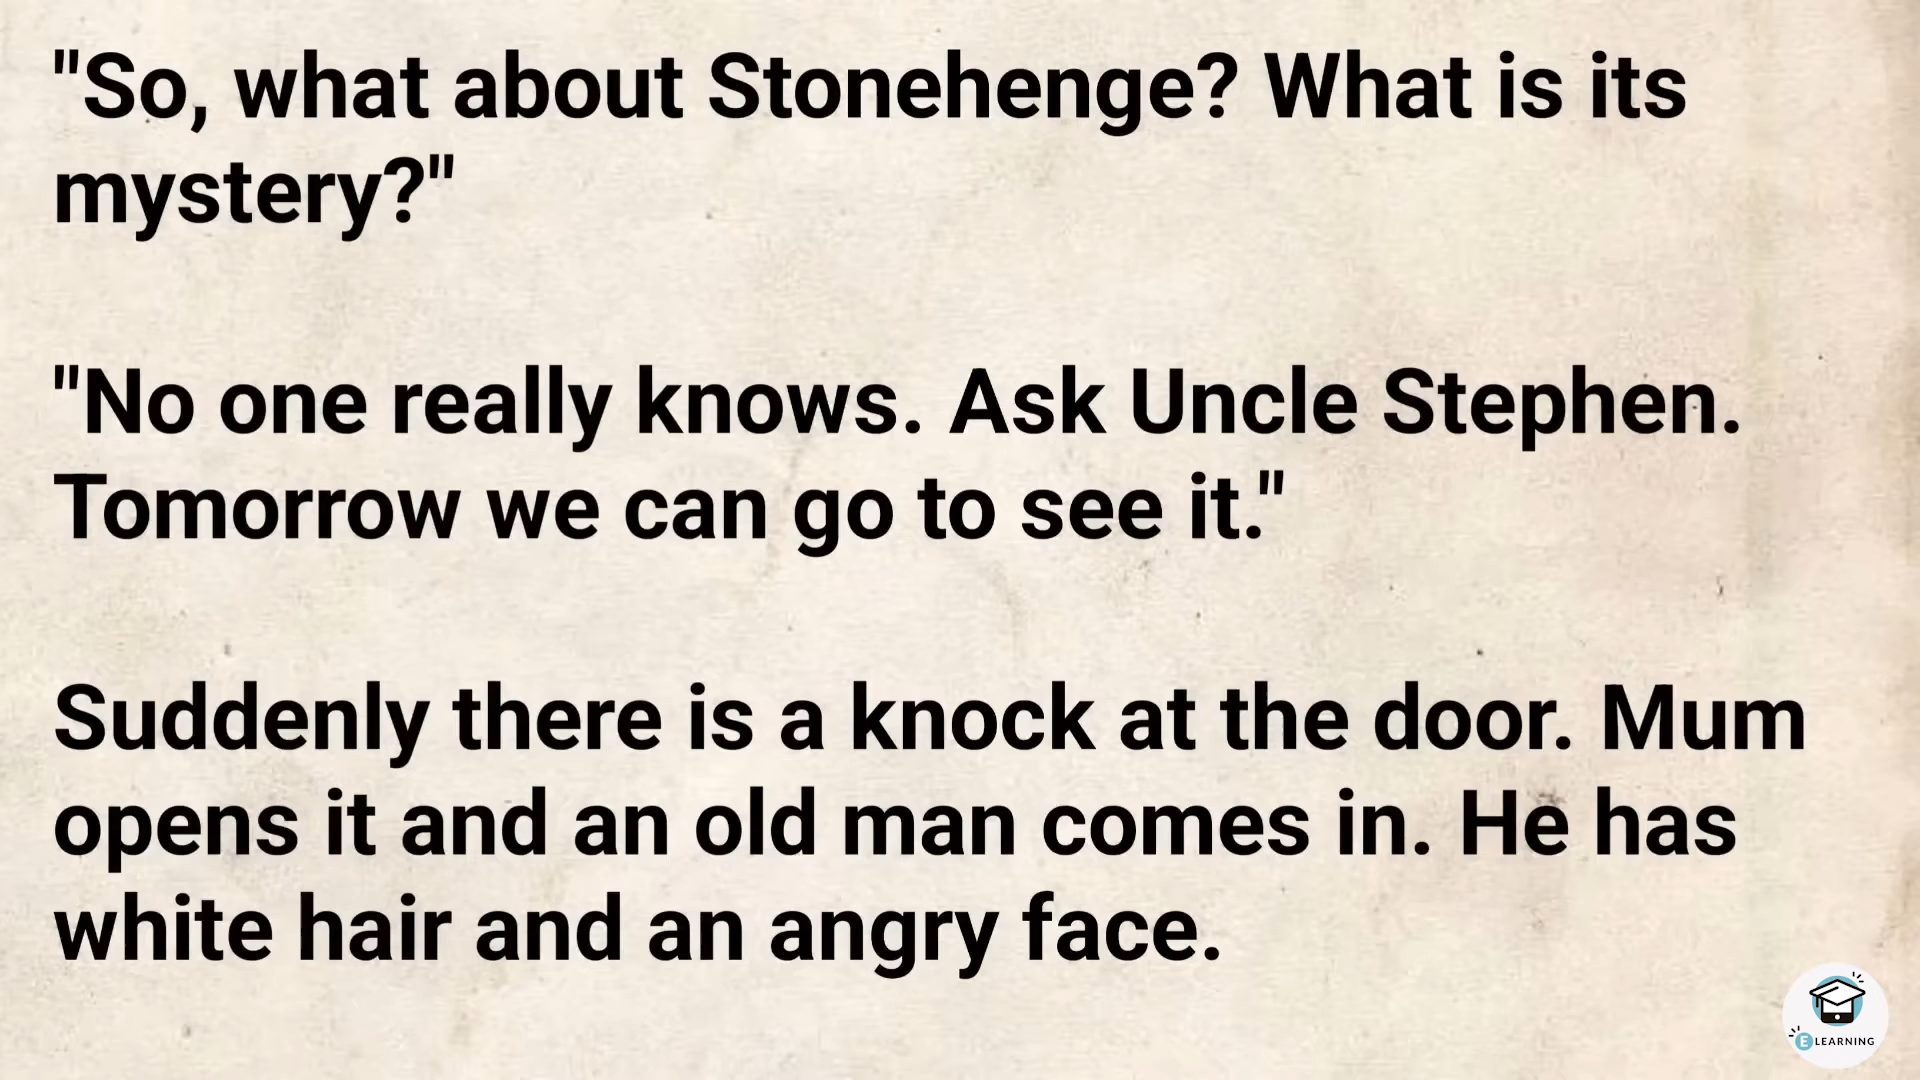 "So, what about Stonehenge? What is its
mystery?"
"No one really knows. Ask Uncle Stephen.
Tomorrow we can go to see it."
Suddenly there is a knock at the door. Mum
opens it and an old man comes in. He has
white hair and an angry face.
E LEARNING